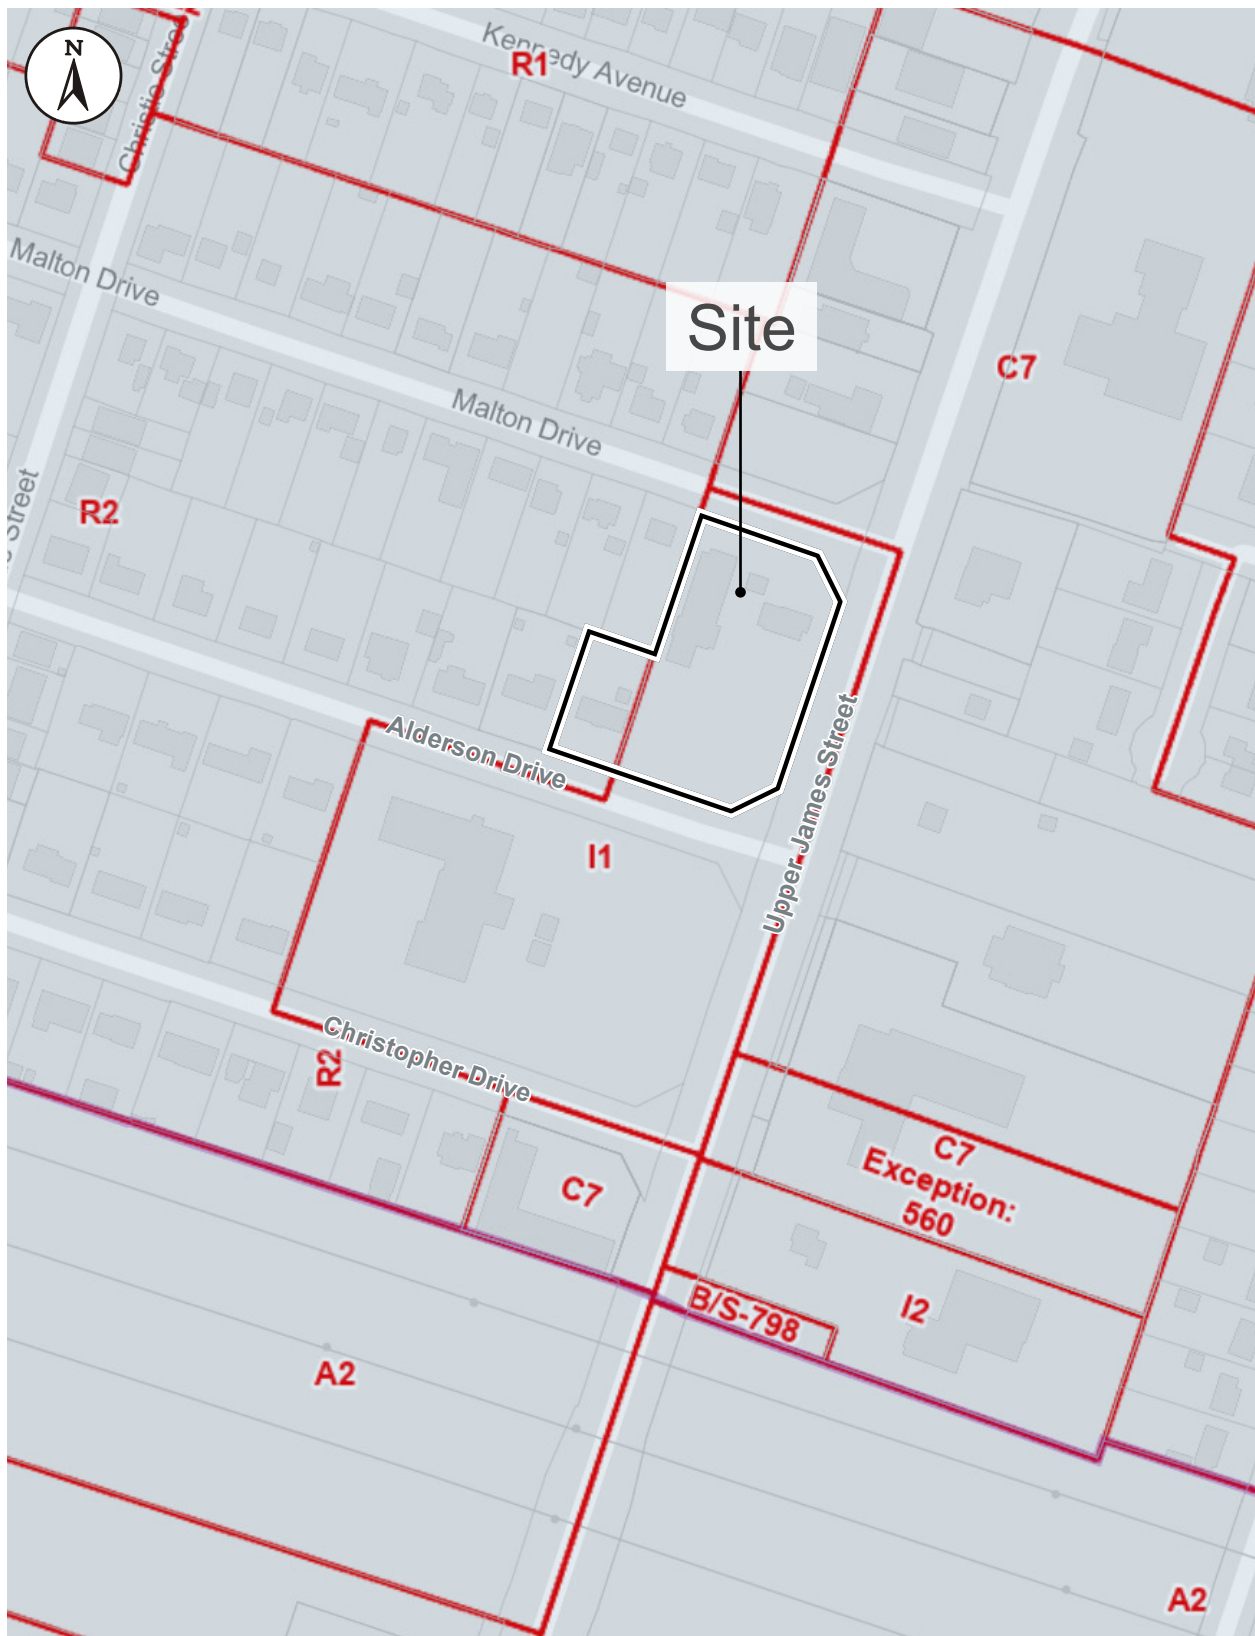 N
Christie Stree
Kennedy Avenue
R1
Malton Drive
Site
C7
Malton Drive
Street
R2
Alderson Drive
Upper James Street
I1
Christopher Drive
R2
C7
Exception:
560
C7
B/S-798
I2
A2
A2